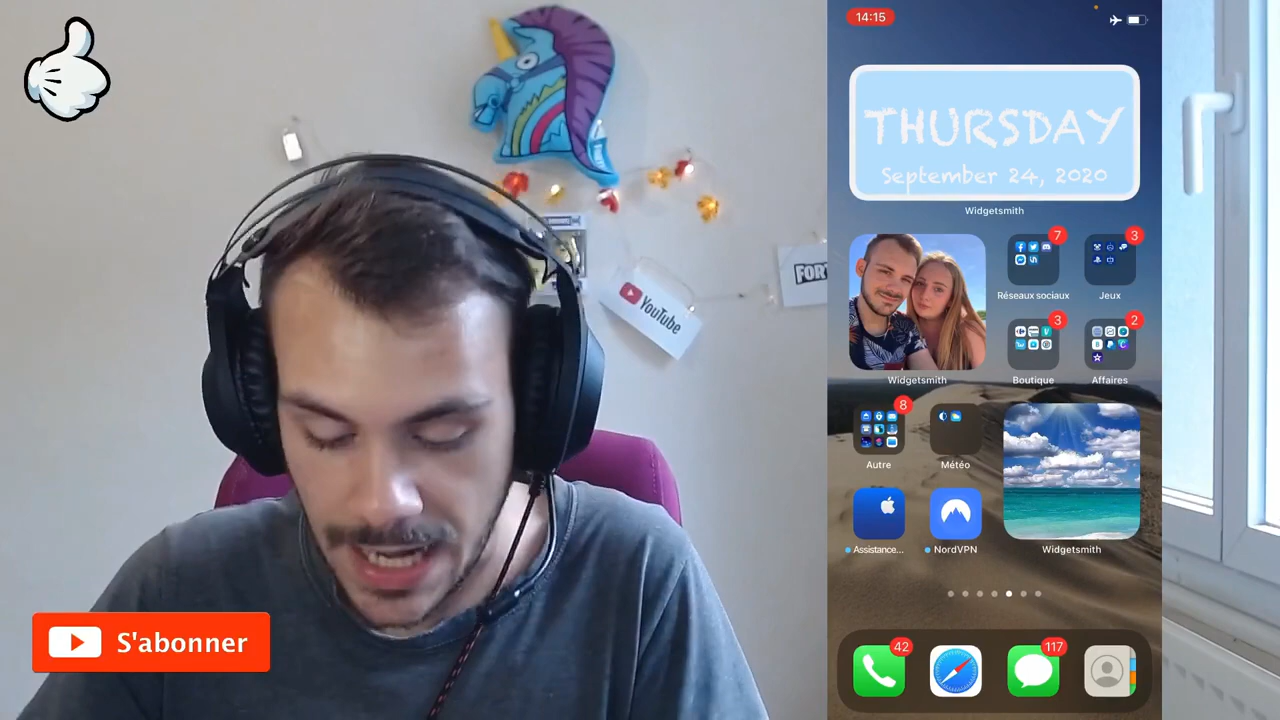 14:15
THURSDAY
September 24, 2020
Widgetsmith
7
3
Réseaux sociaux
Jeux
FOR
YouTube
3
2
Widgetsmith
Boutique
Affaires
8
Autre
Météo
Assistance...
NordVPN
Widgetsmith
S'abonner
42
117